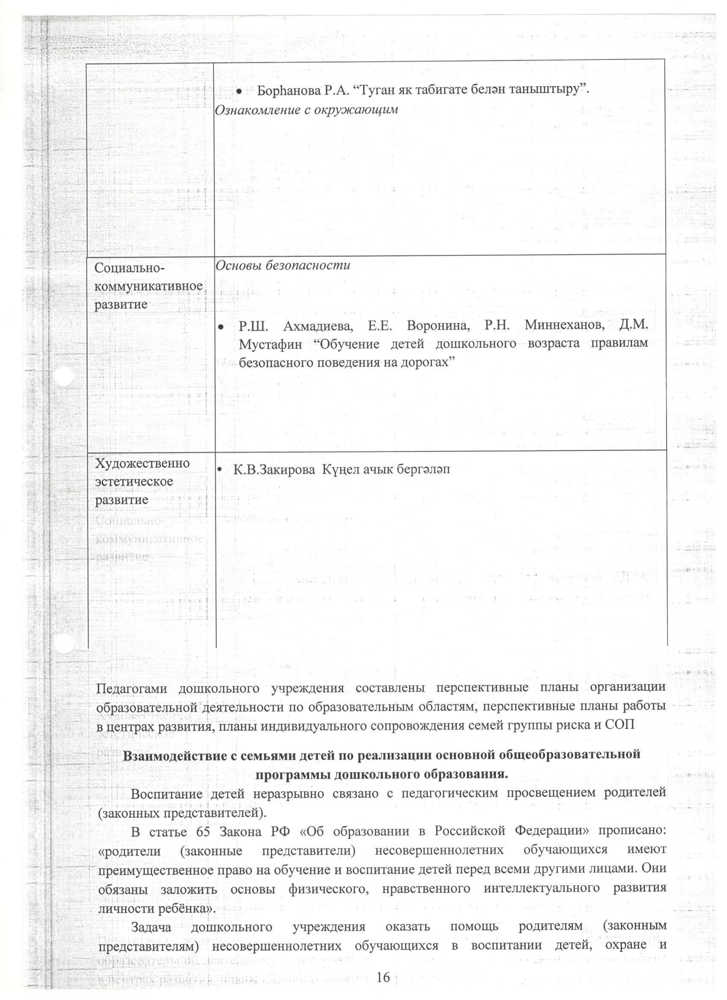 • Борһанова Р.А. “Туган як табигате белән таныштыру”.
Ознакомление с окружающим
Социально-
коммуникативное
развитие
Основы безопасности
• Р.Ш. Ахмадиева, Е.Е. Воронина, Р.Н. Миннеханов, Д.М.
Мустафин “Обучение детей дошкольного возраста правилам
безопасного поведения на дорогах”
Художественно
эстетическое
развитие
• К.В.Закирова Күңел ачык бергәләп
Педагогами дошкольного учреждения составлены перспективные планы организации
образовательной деятельности по образовательным областям, перспективные планы работы
в центрах развития, планы индивидуального сопровождения семей группы риска и СОП
Взаимодействие с семьями детей по реализации основной общеобразовательной
программы дошкольного образования.
Воспитание детей неразрывно связано с педагогическим просвещением родителей
(законных представителей).
В статье 65 Закона РФ «Об образовании в Российской Федерации» прописано:
«родители (законные представители) несовершеннолетних обучающихся имеют
преимущественное право на обучение и воспитание детей перед всеми другими лицами. Они
обязаны заложить основы физического, нравственного интеллектуального развития
личности ребёнка».
Задача дошкольного учреждения оказать помощь родителям (законным
представителям) несовершеннолетних обучающихся в воспитании детей, охране и
16